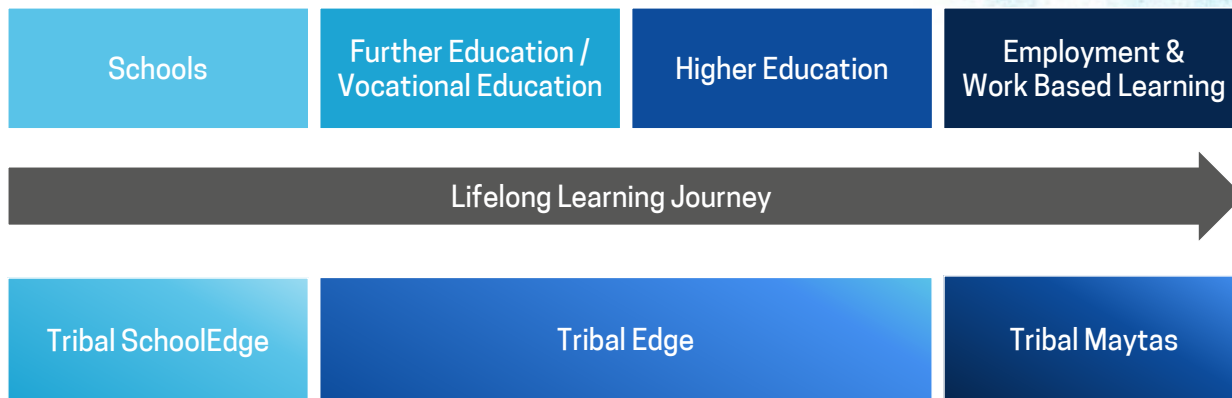 Schools
Further Education /
Vocational Education
Higher Education
Employment &
Work Based Learning
Lifelong Learning Journey
Tribal SchoolEdge
Tribal Edge
Tribal Maytas